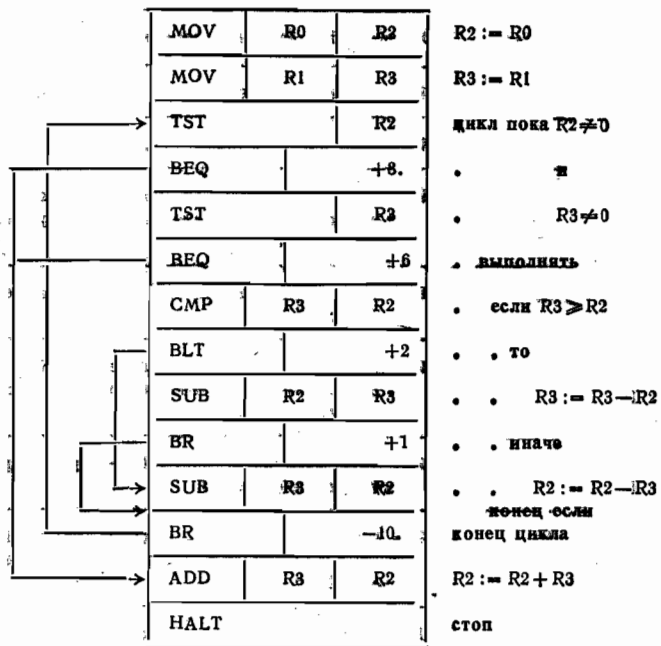 MOV R0 R2 R2 := R0
MOV R1 R3 R3 := R1
TST R2 цикл пока R2≠0
BEQ +8. • и
TST R3 • R3≠0
BEQ +6 • выполнять
CMP R3 R2 • если R3⩾R2
BLT +2 • • то
SUB R2 R3 • • R3 := R3—R2
BR +1 • • иначе
SUB R3 R2 • • R2 := R2—R3
конец если
BR —10. конец цикла
ADD R3 R2 R2 := R2+R3
HALT стоп